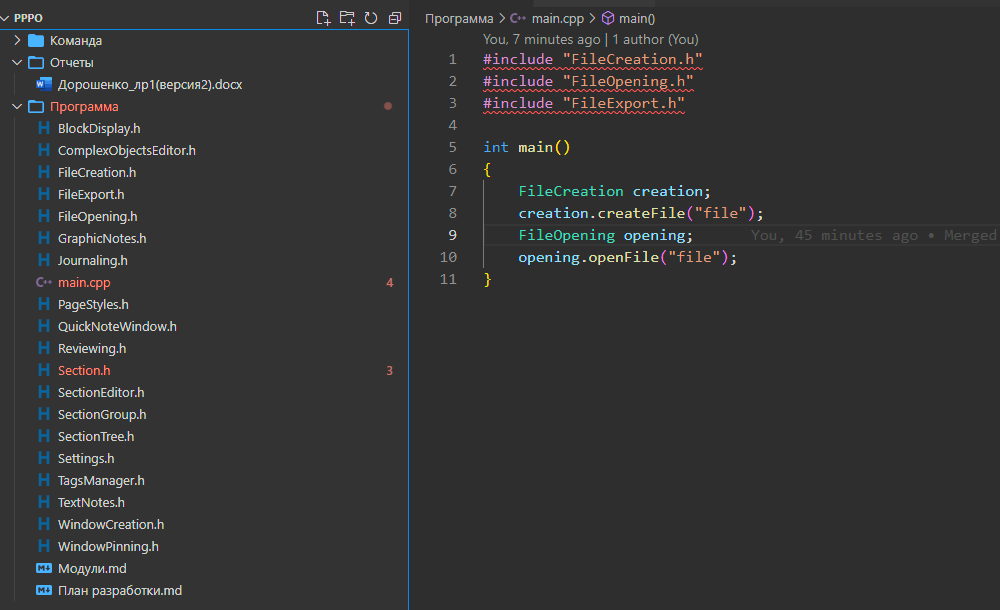 PPPO
Команда
Отчеты
Дорошенко_лр1(версия2).docx
Программа
BlockDisplay.h
ComplexObjectsEditor.h
FileCreation.h
FileExport.h
FileOpening.h
GraphicNotes.h
Journaling.h
main.cpp 4
PageStyles.h
QuickNoteWindow.h
Reviewing.h
Section.h 3
SectionEditor.h
SectionGroup.h
SectionTree.h
Settings.h
TagsManager.h
TextNotes.h
WindowCreation.h
WindowPinning.h
Модули.md
План разработки.md
Программа > main.cpp > main()
You, 7 minutes ago | 1 author (You)
1 #include "FileCreation.h"
2 #include "FileOpening.h"
3 #include "FileExport.h"
4
5 int main()
6 {
7 FileCreation creation;
8 creation.createFile("file");
9 FileOpening opening; You, 45 minutes ago • Merged
10 opening.openFile("file");
11 }